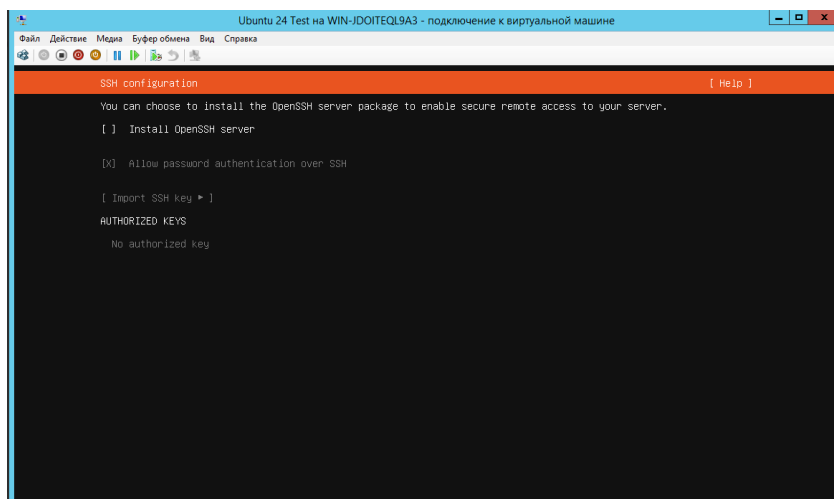 Ubuntu 24 Test на WIN-JDOITEQL9A3 - подключение к виртуальной машине
Файл Действие Медиа Буфер обмена Вид Справка
SSH configuration [ Help ]
You can choose to install the OpenSSH server package to enable secure remote access to your server.
[ ] Install OpenSSH server
[X] Allow password authentication over SSH
[ Import SSH key ► ]
AUTHORIZED KEYS
No authorized key